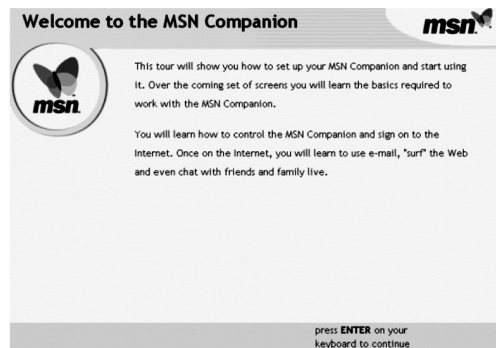 Welcome to the MSN Companion
msn
msn
This tour will show you how to set up your MSN Companion and start using
it. Over the coming set of screens you will learn the basics required to
work with the MSN Companion.
You will learn how to control the MSN Companion and sign on to the
Internet. Once on the Internet, you will learn to use e-mail, "surf" the Web
and even chat with friends and family live.
press ENTER on your
keyboard to continue